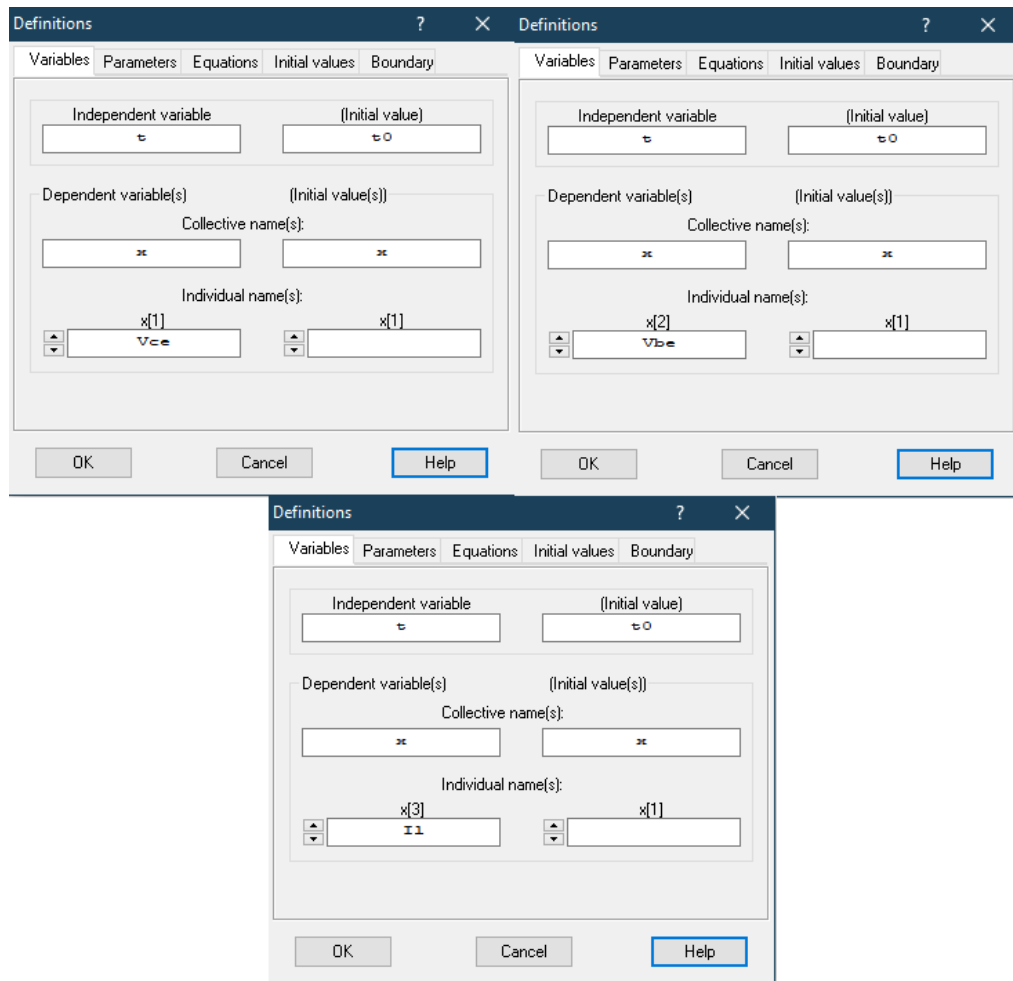 Definitions ? X
Variables Parameters Equations Initial values Boundary
Independent variable (Initial value)
t t0
Dependent variable(s) (Initial value(s))
Collective name(s):
x x
Individual name(s):
x[1] x[1]
Vce
OK Cancel Help
Definitions ? X
Variables Parameters Equations Initial values Boundary
Independent variable (Initial value)
t t0
Dependent variable(s) (Initial value(s))
Collective name(s):
x x
Individual name(s):
x[2] x[1]
Vbe
OK Cancel Help
Definitions ? X
Variables Parameters Equations Initial values Boundary
Independent variable (Initial value)
t t0
Dependent variable(s) (Initial value(s))
Collective name(s):
x x
Individual name(s):
x[3] x[1]
Il
OK Cancel Help